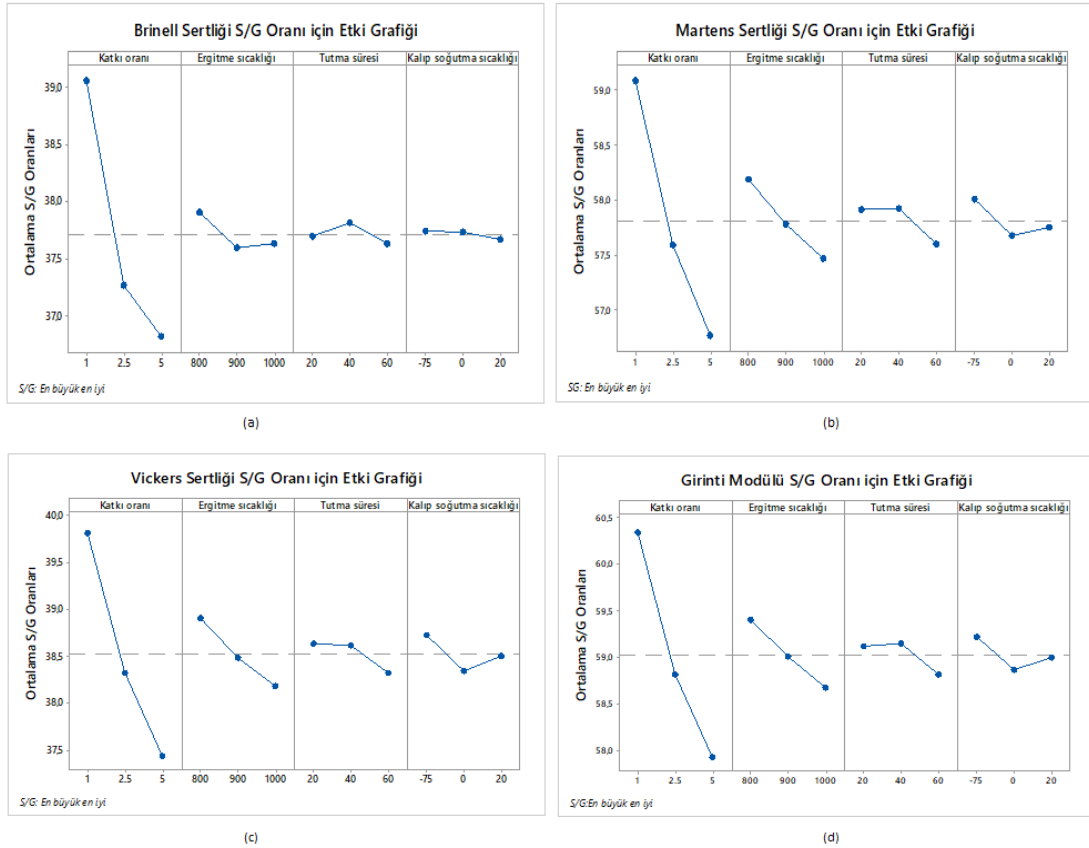 Brinell Sertliği S/G Oranı için Etki Grafiği
Katkı oranı Ergitme sıcaklığı Tutma süresi Kalıp soğutma sıcaklığı
Ortalama S/G Oranları
39,0
38,5
38,0
37.5
37,0
1 2.5 5 800 900 1000 20 40 60 -75 0 20
S/G: En büyük en iyi
(a)
Martens Sertliği S/G Oranı için Etki Grafiği
Katkı oranı Ergitme sıcaklığı Tutma süresi Kalıp soğutma sıcaklığı
Ortalama S/G Oranları
59,0
58,5
58,0
57.5
57,0
1 2.5 5 800 900 1000 20 40 60 -75 0 20
SG: En büyük en iyi
(b)
Vickers Sertliği S/G Oranı için Etki Grafiği
Katkı oranı Ergitme sıcaklığı Tutma süresi Kalıp soğutma sıcaklığı
Ortalama S/G Oranları
40,0
39,5
39,0
38,5
38,0
37.5
1 2.5 5 800 900 1000 20 40 60 -75 0 20
S/G: En büyük en iyi
(c)
Girinti Modülü S/G Oranı için Etki Grafiği
Katkı oranı Ergitme sıcaklığı Tutma süresi Kalıp soğutma sıcaklığı
Ortalama S/G Oranları
60,5
60,0
59,5
59,0
58,5
58,0
1 2.5 5 800 900 1000 20 40 60 -75 0 20
S/G:En büyük en iyi
(d)